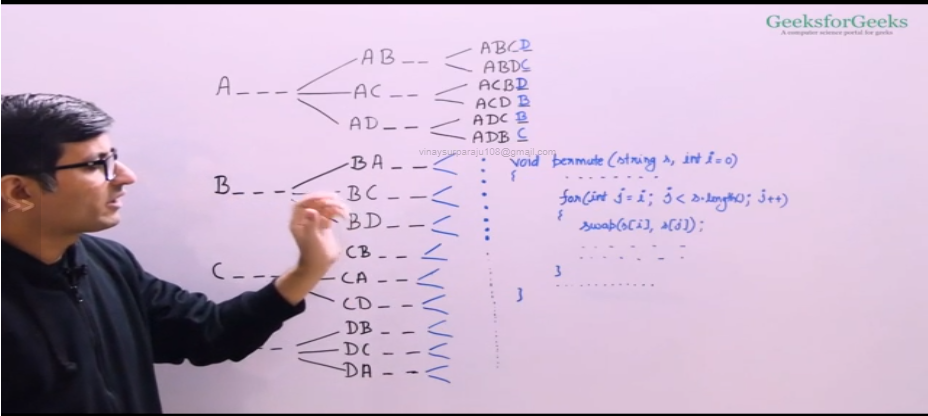 GeeksforGeeks
A computer science portal for geeks
A _ _ _
AB _ _
ABCD
ABDC
AC _ _
ACBD
ACDB
AD _ _
ADCB
ADBC
vinaysurparaju108@gmail.com
B _ _ _
BA _ _
BC _ _
BD _ _
C _ _ _
CB _ _
CA _ _
CD _ _
DB _ _
DC _ _
DA _ _
void permute(string s, int i=0)
{
- - - - - - - -
for(int j=i; j < s.length(); j++)
{
swap(s[i], s[j]);
- - - - -
- - - - -
}
- - - - - - - - - -
}